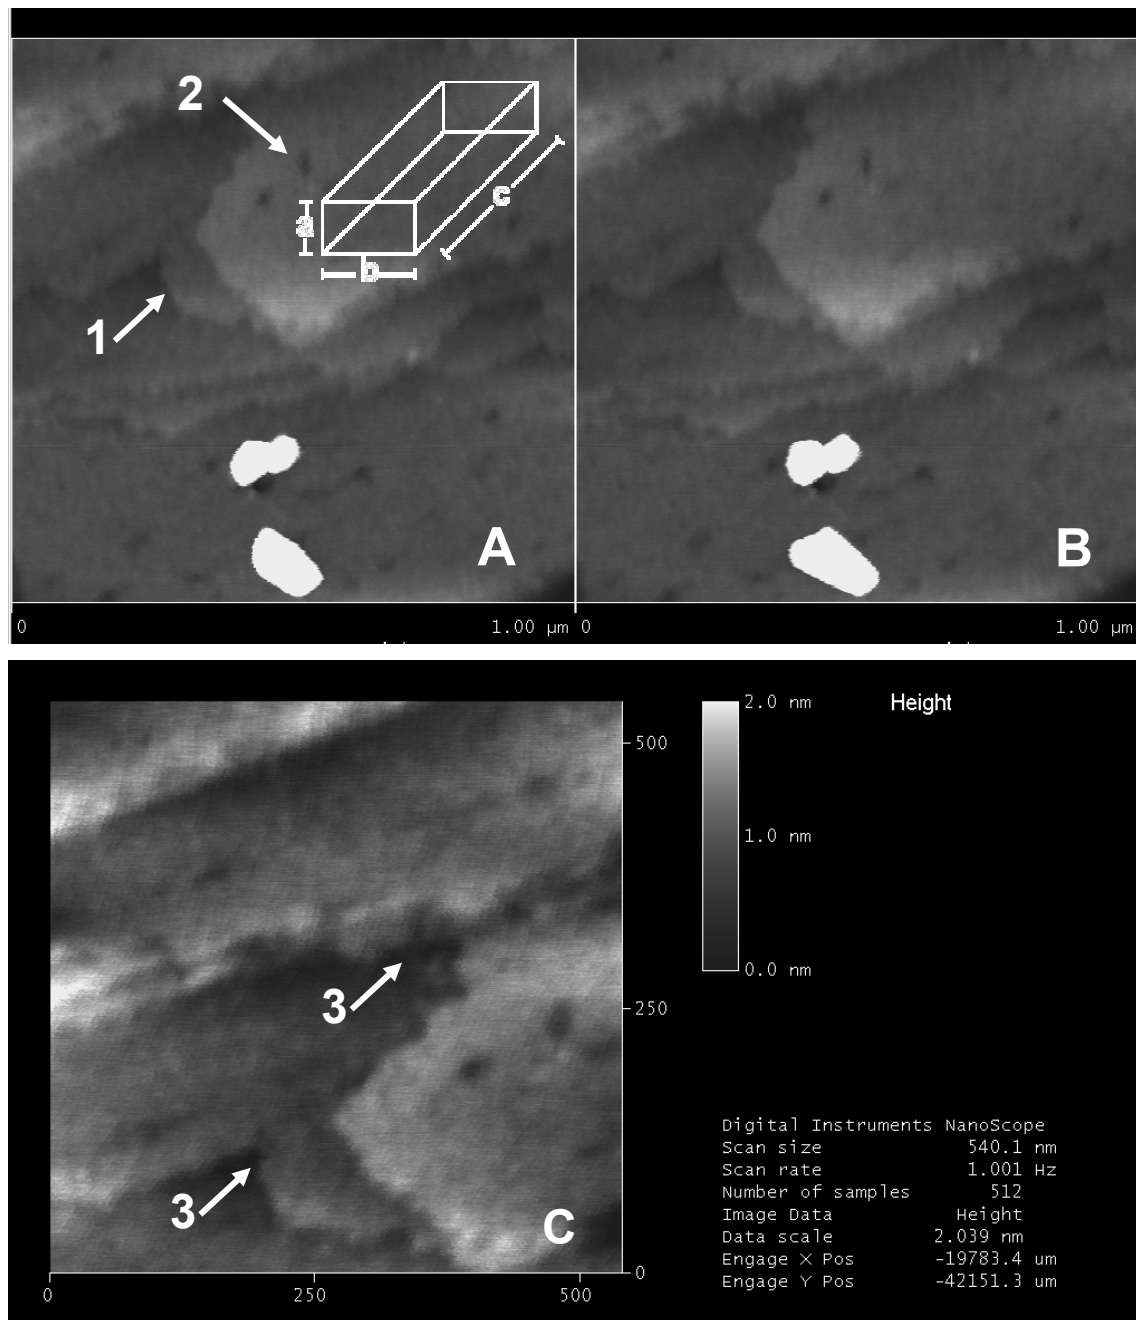 2
a
b
c
1
A
B
0
1.00 µm
0
1.00 µm
2.0 nm
Height
500
1.0 nm
0.0 nm
3
250
Digital Instruments NanoScope
Scan size 540.1 nm
Scan rate 1.001 Hz
Number of samples 512
3
Image Data Height
C
Data scale 2.039 nm
Engage X Pos -19783.4 um
Engage Y Pos -42151.3 um
0
0
250
500